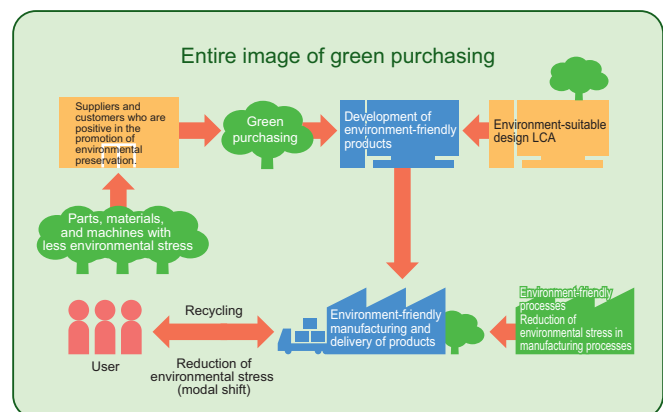 Entire image of green purchasing
Suppliers and
customers who are
positive in the
promotion of
environmental
preservation.
Green
purchasing
Development of
environment-friendly
products
Environment-suitable
design LCA
Parts, materials,
and machines with
less environmental stress
Recycling
User
Reduction of
environmental stress
(modal shift)
Environment-friendly
manufacturing and
delivery of products
Environment-friendly
processes
Reduction of
environmental stress in
manufacturing processes